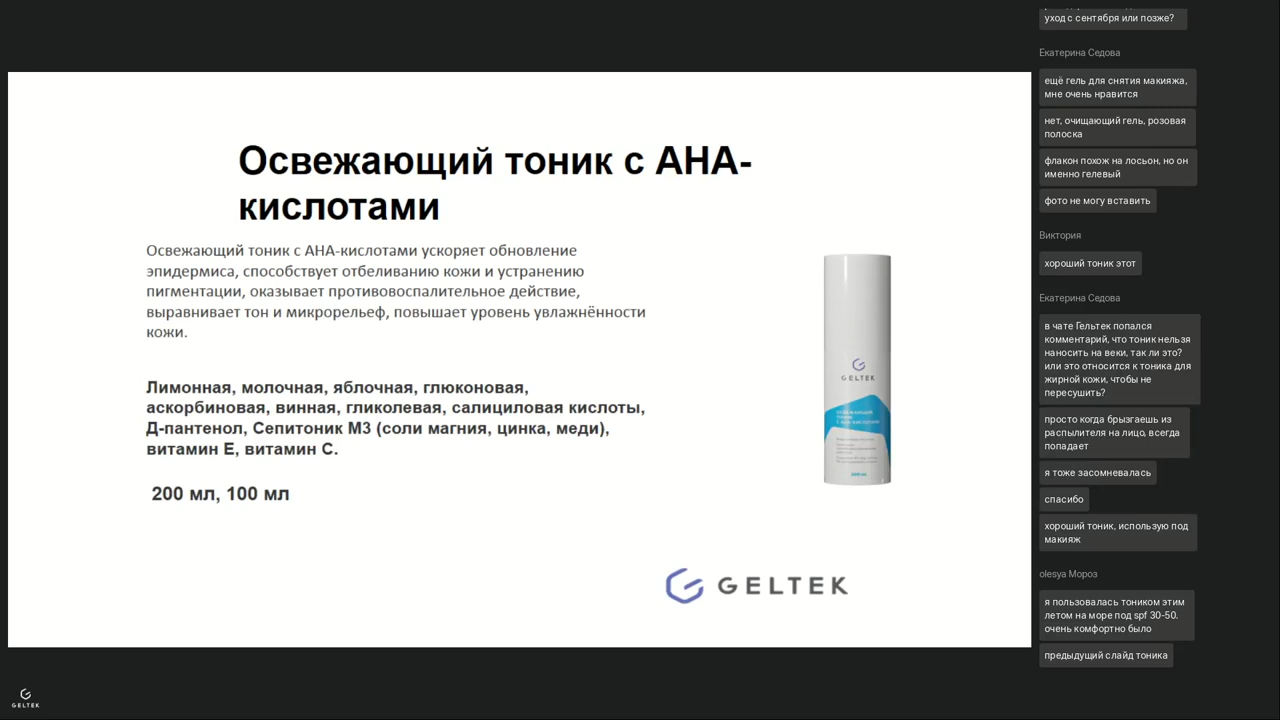 Освежающий тоник с AHA-
кислотами
Освежающий тоник с АНА-кислотами ускоряет обновление
эпидермиса, способствует отбеливанию кожи и устранению
пигментации, оказывает противовоспалительное действие,
выравнивает тон и микрорельеф, повышает уровень увлажнённости
кожи.
Лимонная, молочная, яблочная, глюконовая,
аскорбиновая, винная, гликолевая, салициловая кислоты,
Д-пантенол, Сепитоник М3 (соли магния, цинка, меди),
витамин Е, витамин С.
200 мл, 100 мл
GELTEK
ОСВЕЖАЮЩИЙ
ТОНИК
С АНА-КИСЛОТАМИ
GELTEK
GELTEK
уход с сентября или позже?
Екатерина Седова
ещё гель для снятия макияжа,
мне очень нравится
нет, очищающий гель, розовая
полоска
флакон похож на лосьон, но он
именно гелевый
фото не могу вставить
Виктория
хороший тоник этот
Екатерина Седова
в чате Гельтек попался
комментарий, что тоник нельзя
наносить на веки, так ли это?
или это относится к тоника для
жирной кожи, чтобы не
пересушить?
просто когда брызгаешь из
распылителя на лицо, всегда
попадает
я тоже засомневалась
спасибо
хороший тоник, использую под
макияж
olesya Мороз
я пользовалась тоником этим
летом на море под spf 30-50.
очень комфортно было
предыдущий слайд тоника